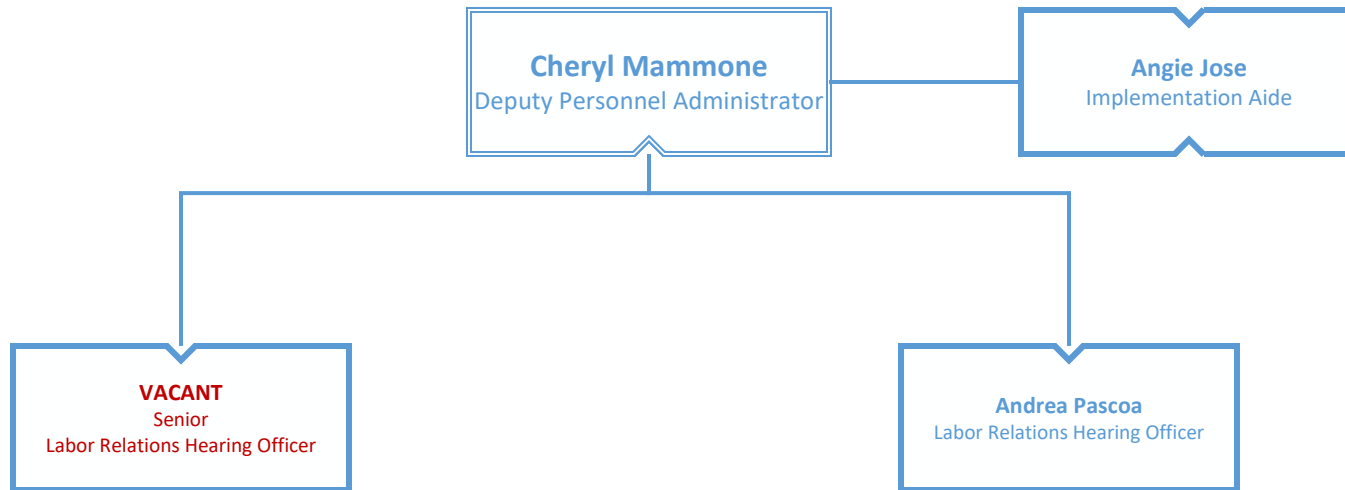 Cheryl Mammone
Deputy Personnel Administrator
Angie Jose
Implementation Aide
VACANT
Senior
Labor Relations Hearing Officer
Andrea Pascoa
Labor Relations Hearing Officer